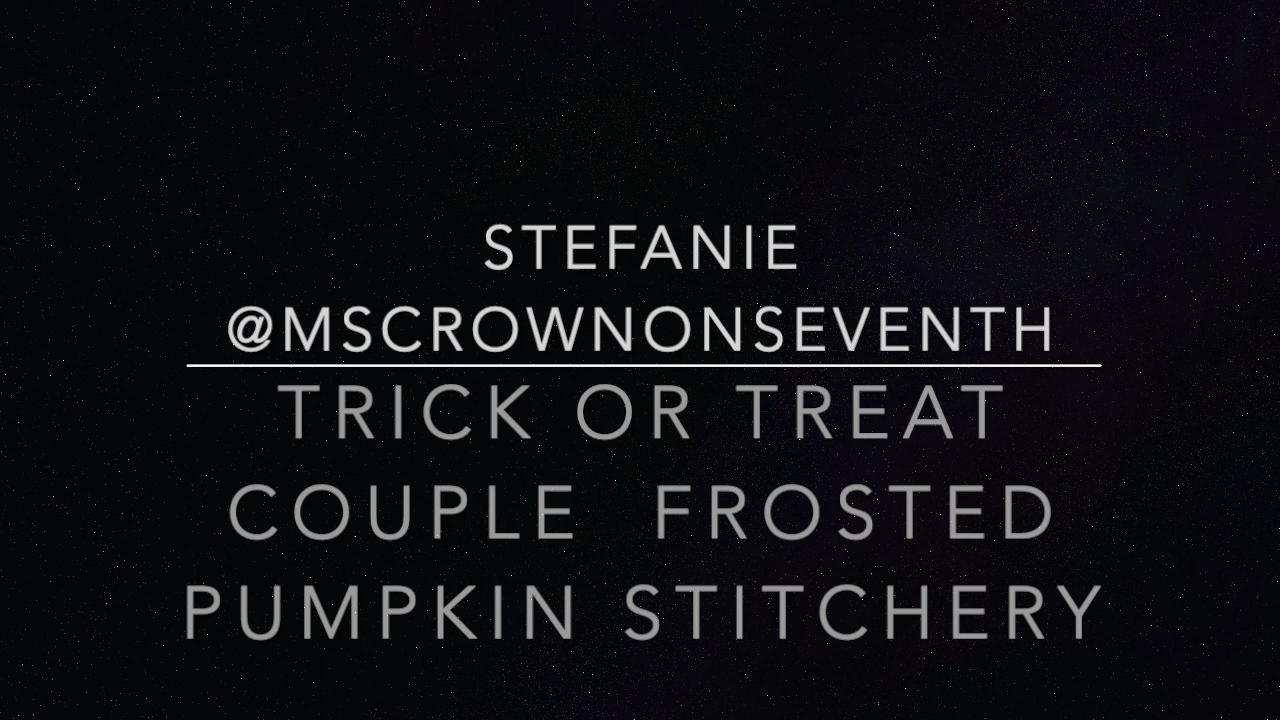 STEFANIE
@MSCROWNONSEVENTH
TRICK OR TREAT
COUPLE FROSTED
PUMPKIN STITCHERY